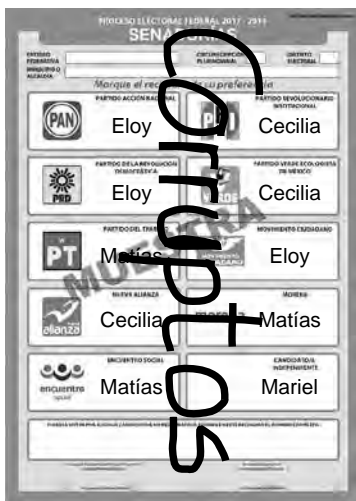 PROCESO ELECTORAL FEDERAL 2017 - 2018
SENADURÍAS
ENTIDAD FEDERATIVA
CIRCUNSCRIPCIÓN PLURINOMINAL
DISTRITO ELECTORAL
MUNICIPIO O ALCALDÍA
Marque el de su preferencia
PARTIDO ACCIÓN NACIONAL
PAN
Eloy
PARTIDO REVOLUCIONARIO INSTITUCIONAL
Cecilia
PARTIDO DE LA REVOLUCIÓN DEMOCRÁTICA
PRD
Eloy
PARTIDO VERDE ECOLOGISTA DE MÉXICO
VERDE
Cecilia
PARTIDO DEL TRABAJO
PT
Matías
MOVIMIENTO CIUDADANO
Eloy
NUEVA ALIANZA
alianza
Cecilia
MORENA
Matías
ENCUENTRO SOCIAL
encuentro social
Matías
CANDIDATO/A INDEPENDIENTE
Mariel
MUESTRA
corruptos